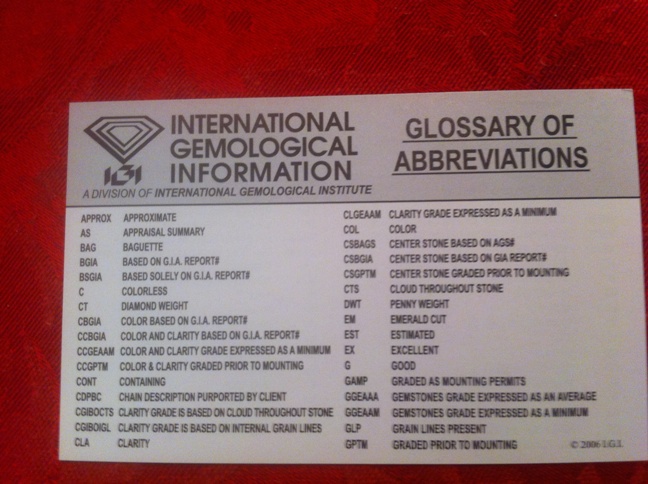 INTERNATIONAL
GEMOLOGICAL
INFORMATION
IGI
A DIVISION OF INTERNATIONAL GEMOLOGICAL INSTITUTE
GLOSSARY OF
ABBREVIATIONS
APPROX APPROXIMATE
AS APPRAISAL SUMMARY
BAG BAGUETTE
BGIA BASED ON G.I.A. REPORT#
BSGIA BASED SOLELY ON G.I.A. REPORT#
C COLORLESS
CT DIAMOND WEIGHT
CBGIA COLOR BASED ON G.I.A. REPORT#
CCBGIA COLOR AND CLARITY BASED ON G.I.A. REPORT#
CCGEAAM COLOR AND CLARITY GRADE EXPRESSED AS A MINIMUM
CCGPTM COLOR & CLARITY GRADED PRIOR TO MOUNTING
CONT CONTAINING
CDPBC CHAIN DESCRIPTION PURPORTED BY CLIENT
CGIBOCTS CLARITY GRADE IS BASED ON CLOUD THROUGHOUT STONE
CGIBOIGL CLARITY GRADE IS BASED ON INTERNAL GRAIN LINES
CLA CLARITY
CLGEAAM CLARITY GRADE EXPRESSED AS A MINIMUM
COL COLOR
CSBAGS CENTER STONE BASED ON AGS#
CSBGIA CENTER STONE BASED ON GIA REPORT#
CSGPTM CENTER STONE GRADED PRIOR TO MOUNTING
CTS CLOUD THROUGHOUT STONE
DWT PENNY WEIGHT
EM EMERALD CUT
EST ESTIMATED
EX EXCELLENT
G GOOD
GAMP GRADED AS MOUNTING PERMITS
GGEAAA GEMSTONES GRADE EXPRESSED AS AN AVERAGE
GGEAAM GEMSTONES GRADE EXPRESSED AS A MINIMUM
GLP GRAIN LINES PRESENT
GPTM GRADED PRIOR TO MOUNTING
© 2006 I.G.I.